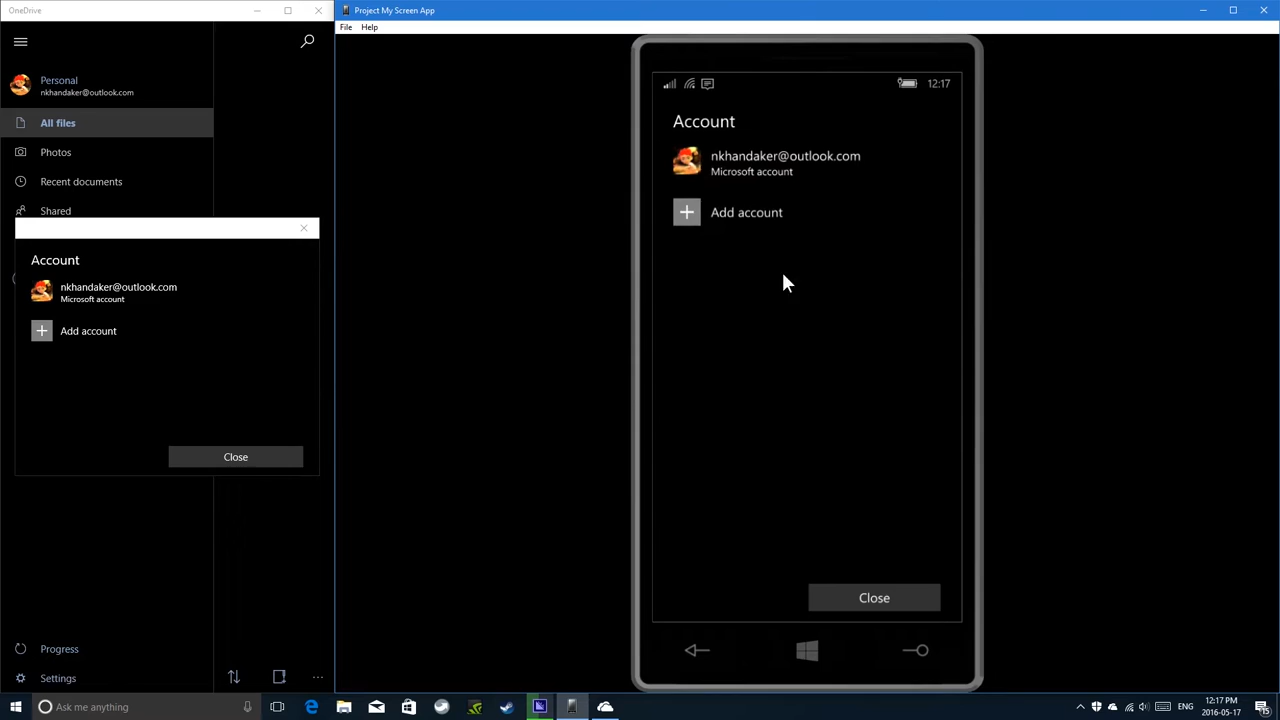 OneDrive
Personal
nkhandaker@outlook.com
All files
Photos
Recent documents
Shared
Account
nkhandaker@outlook.com
Microsoft account
Add account
Close
Progress
Settings
Project My Screen App
File Help
12:17
Account
nkhandaker@outlook.com
Microsoft account
Add account
Close
Ask me anything
ENG
12:17 PM
2016-05-17
15